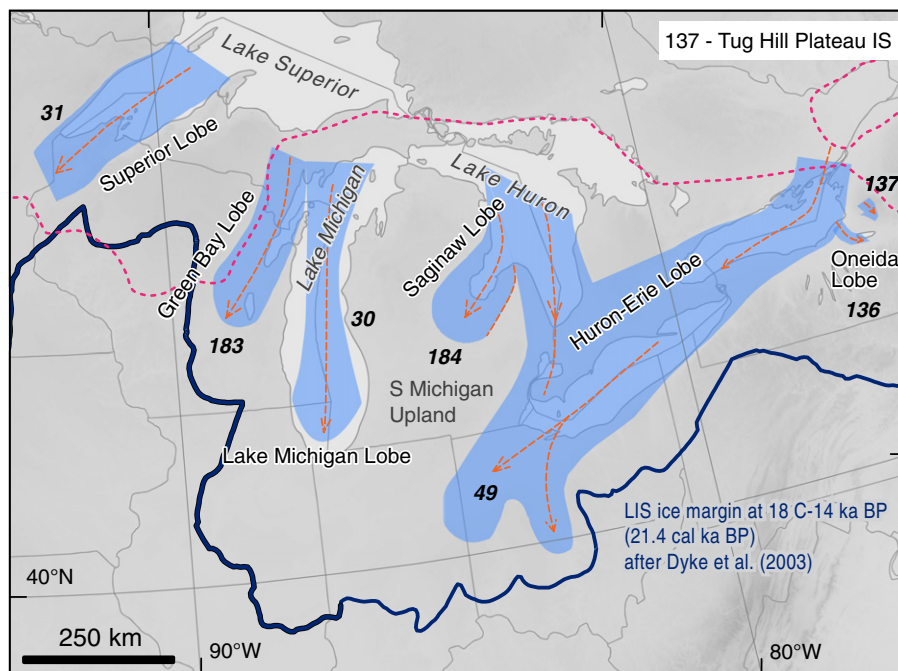 137 - Tug Hill Plateau IS
Lake Superior
31
Superior Lobe
137
Lake Michigan
Lake Huron
Green Bay Lobe
Saginaw Lobe
Oneida
Lobe
136
Huron-Erie Lobe
30
183
184
S Michigan
Upland
Lake Michigan Lobe
49
LIS ice margin at 18 C-14 ka BP
(21.4 cal ka BP)
after Dyke et al. (2003)
40°N
250 km
90°W
80°W